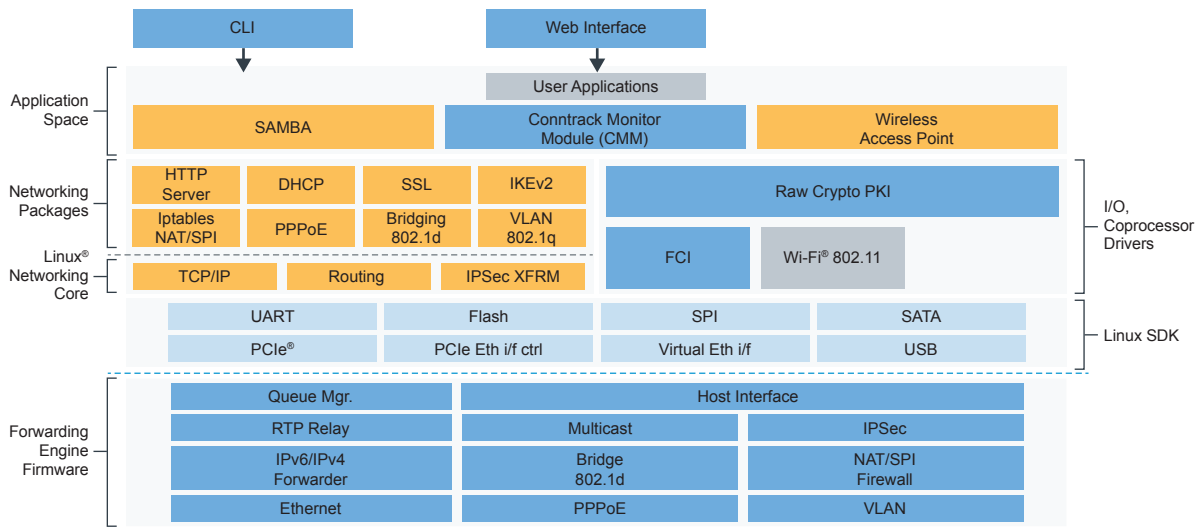 CLI
Web Interface
Application
Space
User Applications
SAMBA
Conntrack Monitor
Module (CMM)
Wireless
Access Point
Networking
Packages
HTTP
Server
DHCP
SSL
IKEv2
Iptables
NAT/SPI
PPPoE
Bridging
802.1d
VLAN
802.1q
Raw Crypto PKI
FCI
Wi-Fi® 802.11
I/O,
Coprocessor
Drivers
Linux®
Networking
Core
TCP/IP
Routing
IPSec XFRM
UART
Flash
SPI
SATA
PCIe®
PCIe Eth i/f ctrl
Virtual Eth i/f
USB
Linux SDK
Forwarding
Engine
Firmware
Queue Mgr.
Host Interface
RTP Relay
Multicast
IPSec
IPv6/IPv4
Forwarder
Bridge
802.1d
NAT/SPI
Firewall
Ethernet
PPPoE
VLAN